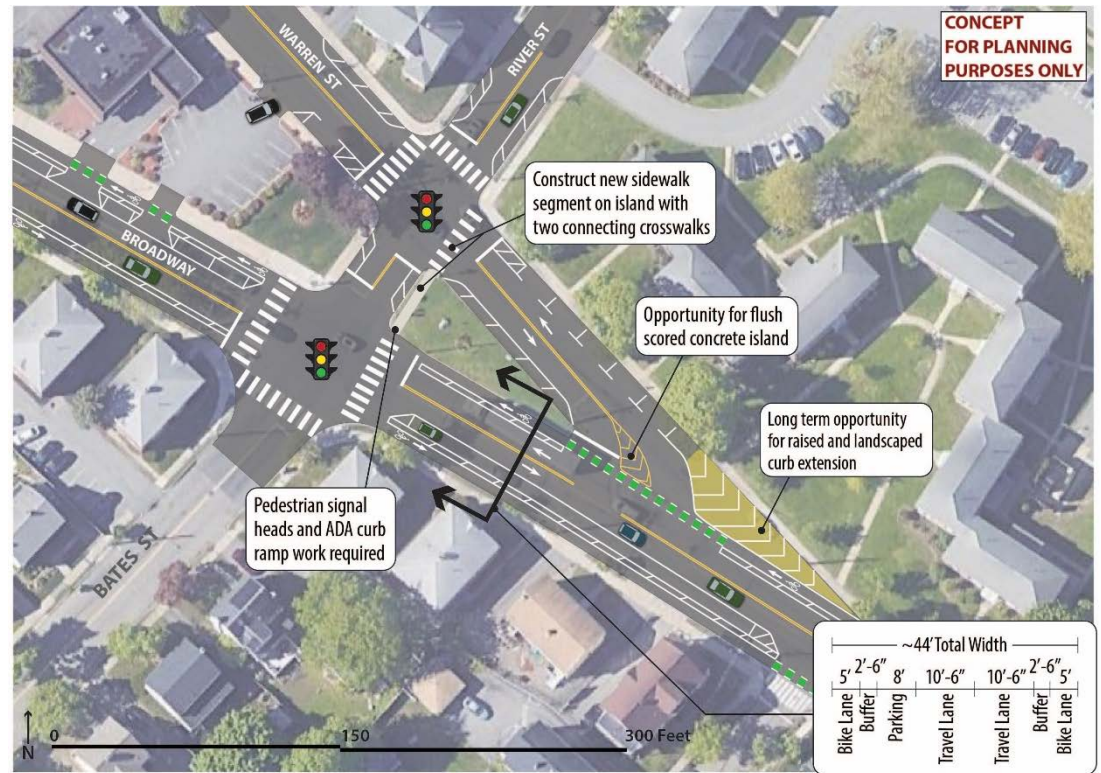 CONCEPT
FOR PLANNING
PURPOSES ONLY
WARREN ST
RIVER ST
Construct new sidewalk
segment on island with
two connecting crosswalks
BROADWAY
Opportunity for flush
scored concrete island
Long term opportunity
for raised and landscaped
curb extension
Pedestrian signal
heads and ADA curb
ramp work required
BATES ST
~44' Total Width
5' 2'-6" 8' 10'-6" 10'-6" 2'-6" 5'
Bike Lane
Buffer
Parking
Travel Lane
Travel Lane
Buffer
Bike Lane
N
0 150 300 Feet